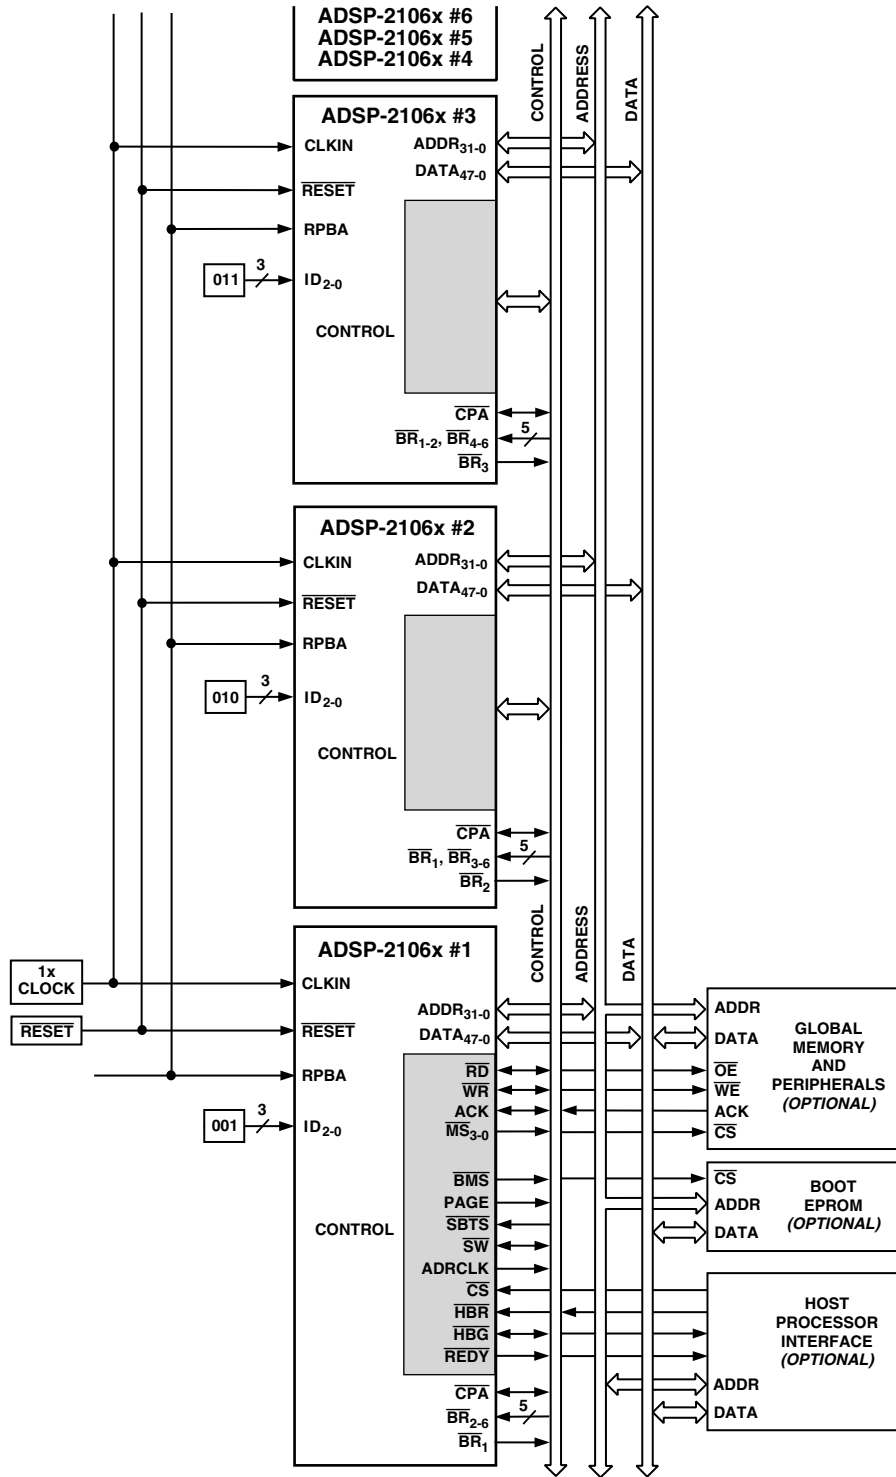 ADSP-2106x #6
ADSP-2106x #5
ADSP-2106x #4
CONTROL
ADDRESS
DATA
ADSP-2106x #3
CLKIN
RESET
RPBA
011
3
ID2-0
CONTROL
ADDR31-0
DATA47-0
CPA
BR1-2, BR4-6
5
BR3
ADSP-2106x #2
CLKIN
RESET
RPBA
010
3
ID2-0
CONTROL
ADDR31-0
DATA47-0
CPA
BR1, BR3-6
5
BR2
CONTROL
ADDRESS
DATA
1x
CLOCK
RESET
ADSP-2106x #1
CLKIN
RESET
RPBA
001
3
ID2-0
CONTROL
ADDR31-0
DATA47-0
RD
WR
ACK
MS3-0
BMS
PAGE
SBTS
SW
ADRCLK
CS
HBR
HBG
REDY
CPA
BR2-6
5
BR1
ADDR
DATA
OE
WE
ACK
CS
GLOBAL
MEMORY
AND
PERIPHERALS
(OPTIONAL)
CS
ADDR
DATA
BOOT
EPROM
(OPTIONAL)
HOST
PROCESSOR
INTERFACE
(OPTIONAL)
ADDR
DATA